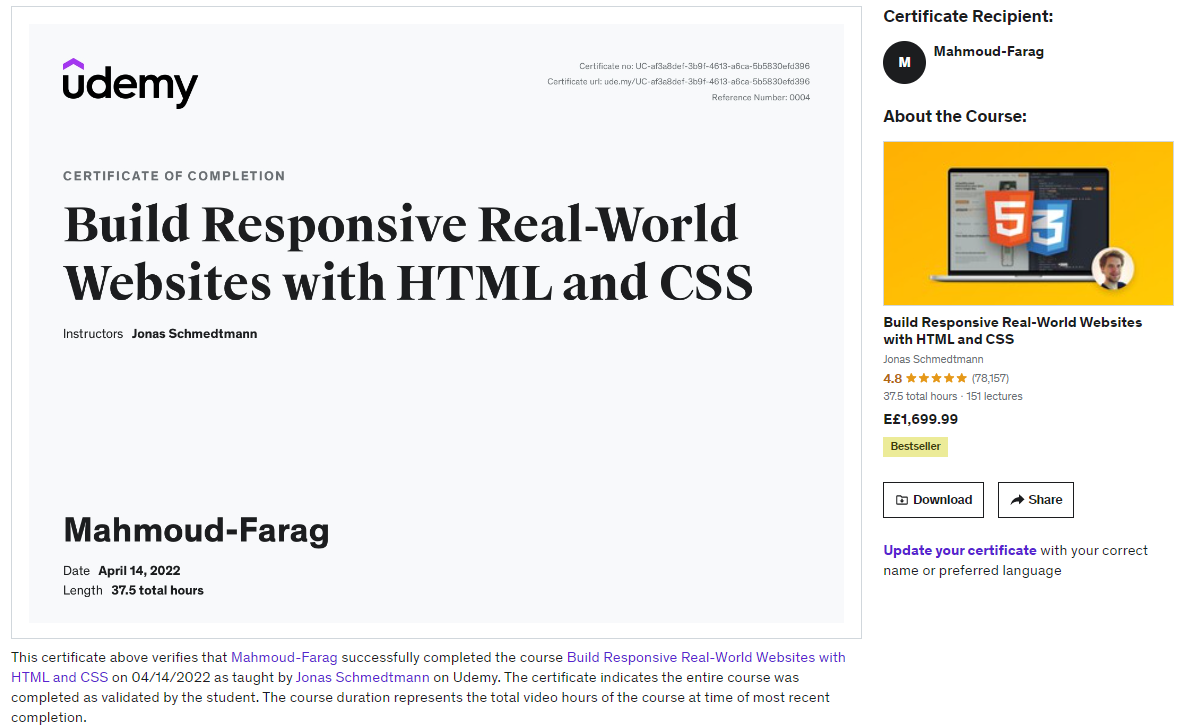 udemy
Certificate no: UC-af3a8def-3b9f-4613-a6ca-5b5830efd396
Certificate url: ude.my/UC-af3a8def-3b9f-4613-a6ca-5b5830efd396
Reference Number: 0004
CERTIFICATE OF COMPLETION
Build Responsive Real-World
Websites with HTML and CSS
Instructors Jonas Schmedtmann
Mahmoud-Farag
Date April 14, 2022
Length 37.5 total hours
This certificate above verifies that Mahmoud-Farag successfully completed the course Build Responsive Real-World Websites with
HTML and CSS on 04/14/2022 as taught by Jonas Schmedtmann on Udemy. The certificate indicates the entire course was
completed as validated by the student. The course duration represents the total video hours of the course at time of most recent
completion.
Certificate Recipient:
M
Mahmoud-Farag
About the Course:
5 3
Build Responsive Real-World Websites
with HTML and CSS
Jonas Schmedtmann
4.8 (78,157)
37.5 total hours · 151 lectures
E£1,699.99
Bestseller
Download Share
Update your certificate with your correct
name or preferred language